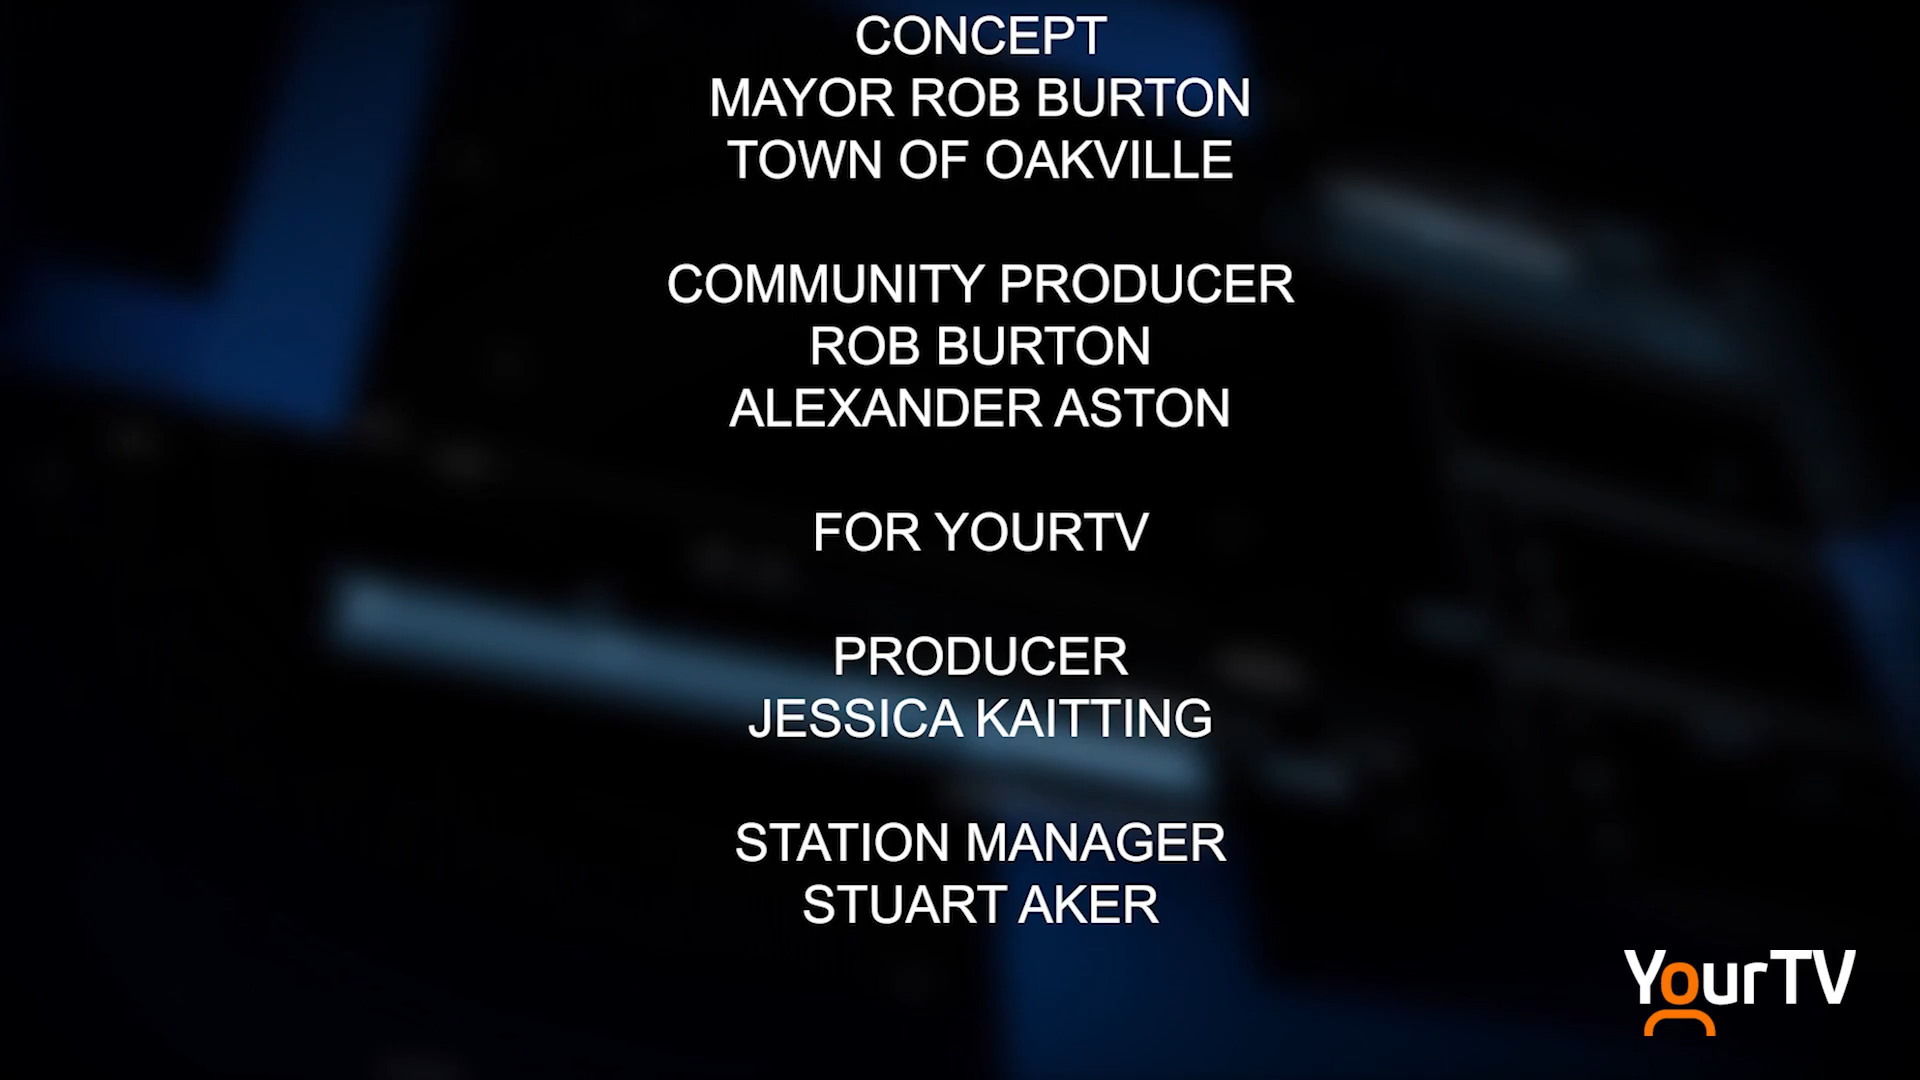 CONCEPT
MAYOR ROB BURTON
TOWN OF OAKVILLE
COMMUNITY PRODUCER
ROB BURTON
ALEXANDER ASTON
FOR YOURTV
PRODUCER
JESSICA KAITTING
STATION MANAGER
STUART AKER
YourTV